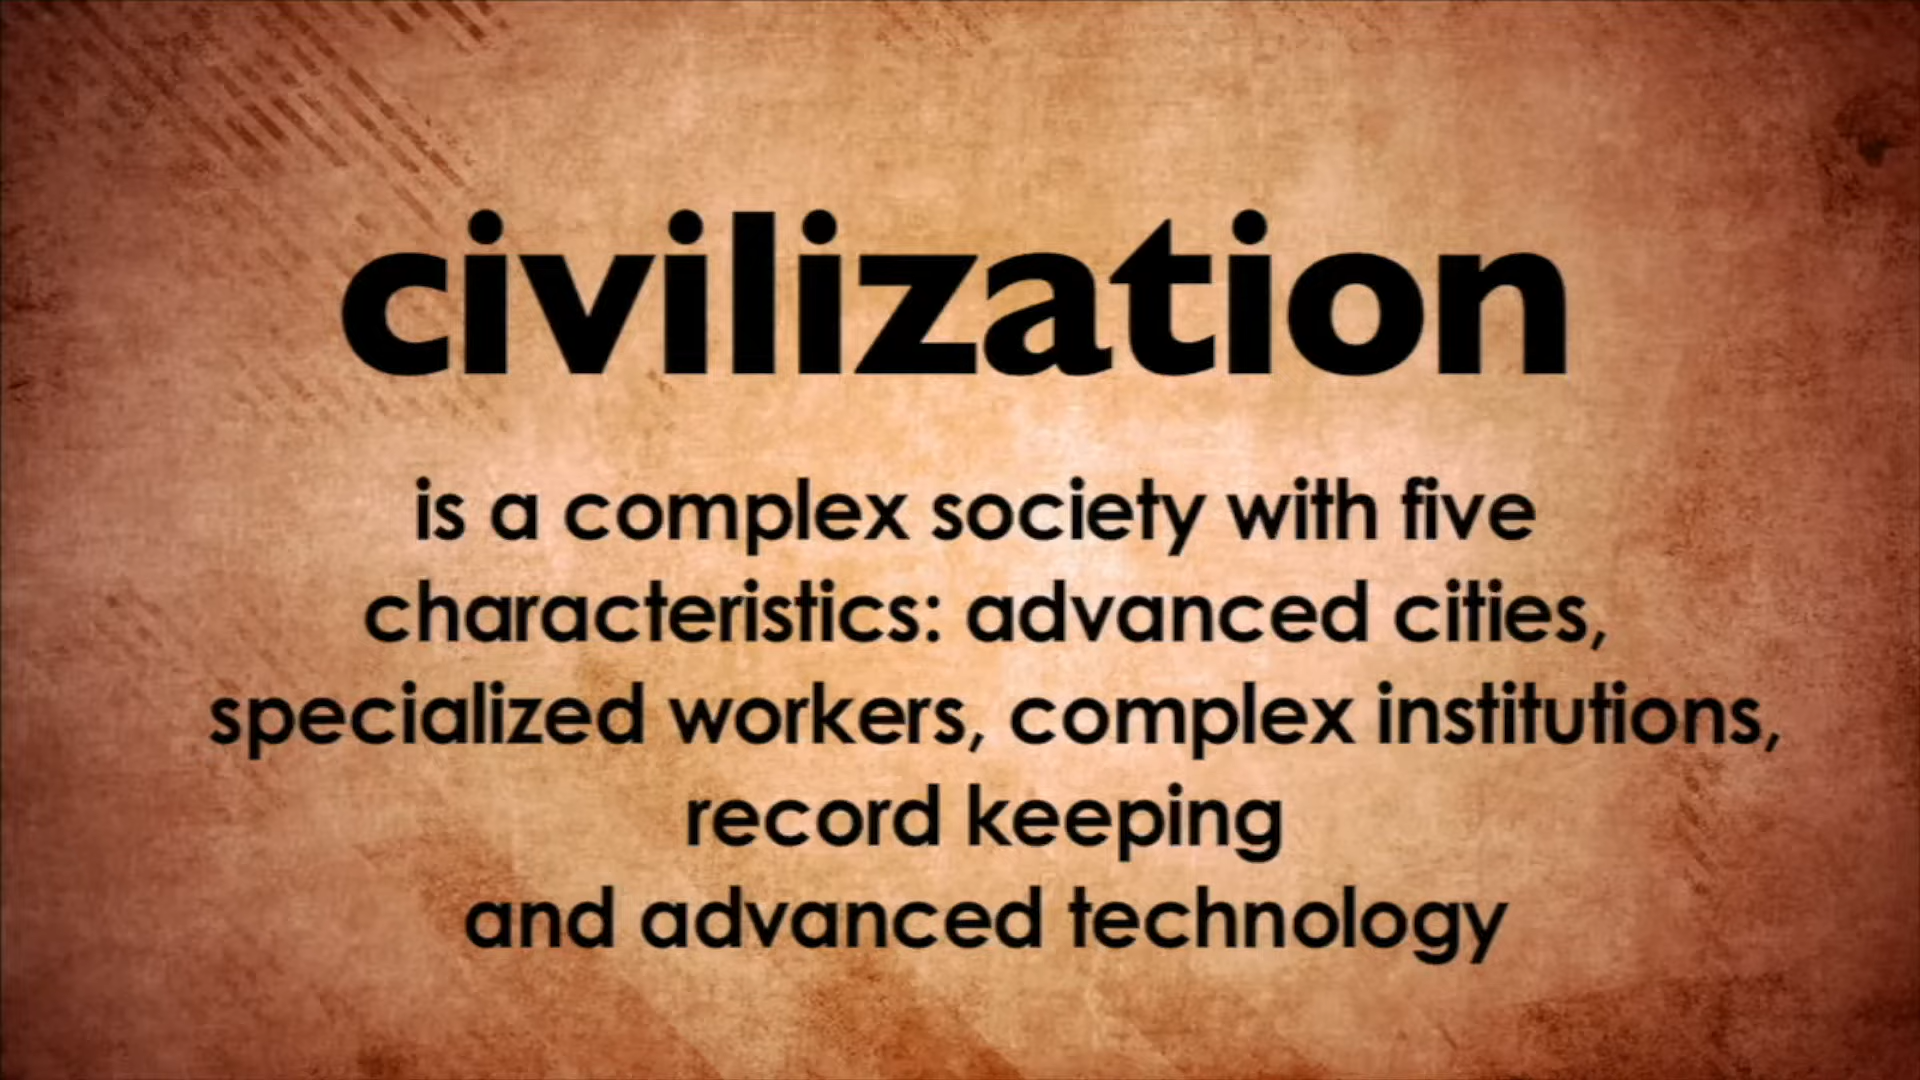 civilization
is a complex society with five
characteristics: advanced cities,
specialized workers, complex institutions,
record keeping
and advanced technology